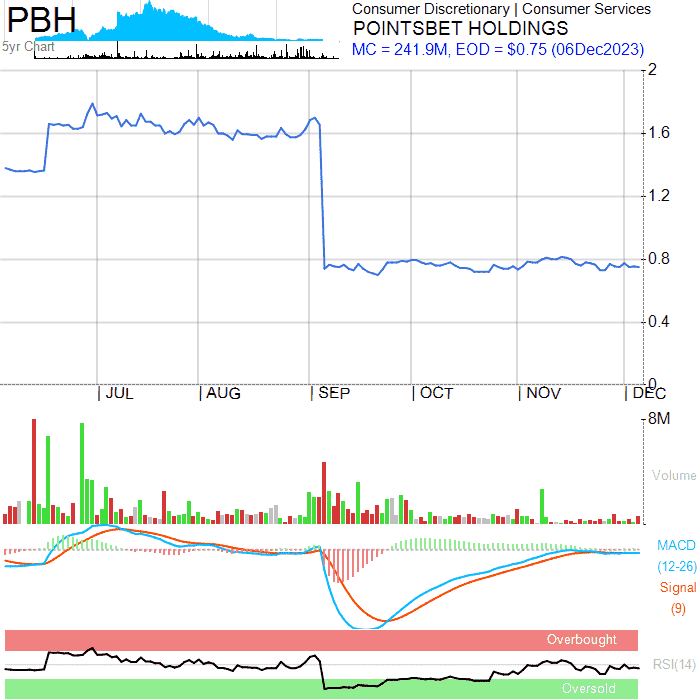 PBH
5yr Chart
Consumer Discretionary | Consumer Services
POINTSBET HOLDINGS
MC = 241.9M, EOD = $0.75 (06Dec2023)
2
1.6
1.2
0.8
0.4
0
JUL
AUG
SEP
OCT
NOV
DEC
8M
Volume
MACD
(12-26)
Signal
(9)
Overbought
RSI(14)
Oversold